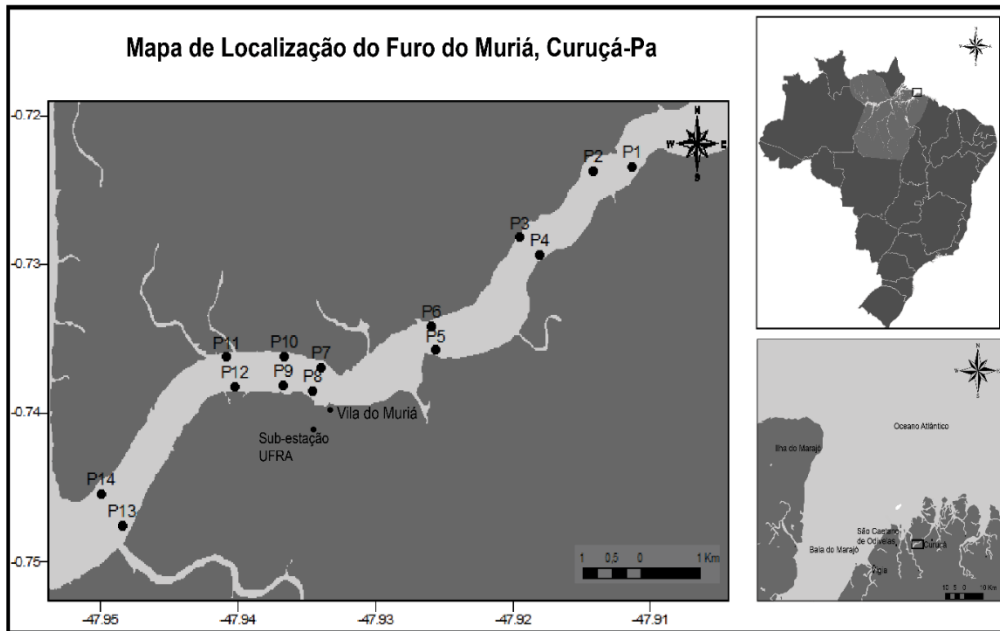 Mapa de Localização do Furo do Muriá, Curuçá-Pa
-0.72
-0.73
-0.74
-0.75
-47.95
-47.94
-47.93
-47.92
-47.91
N
W
E
S
P1
P2
P3
P4
P6
P5
P11
P10
P7
P12
P9
P8
Vila do Muriá
Sub-estação
UFRA
P14
P13
1 0,5 0 1 Km
N
Oceano Atlântico
Ilha do Marajó
São Caetano
de Odivelas
Curuçá
Baia do Marajó
Vigia
10 5 0 10 Km